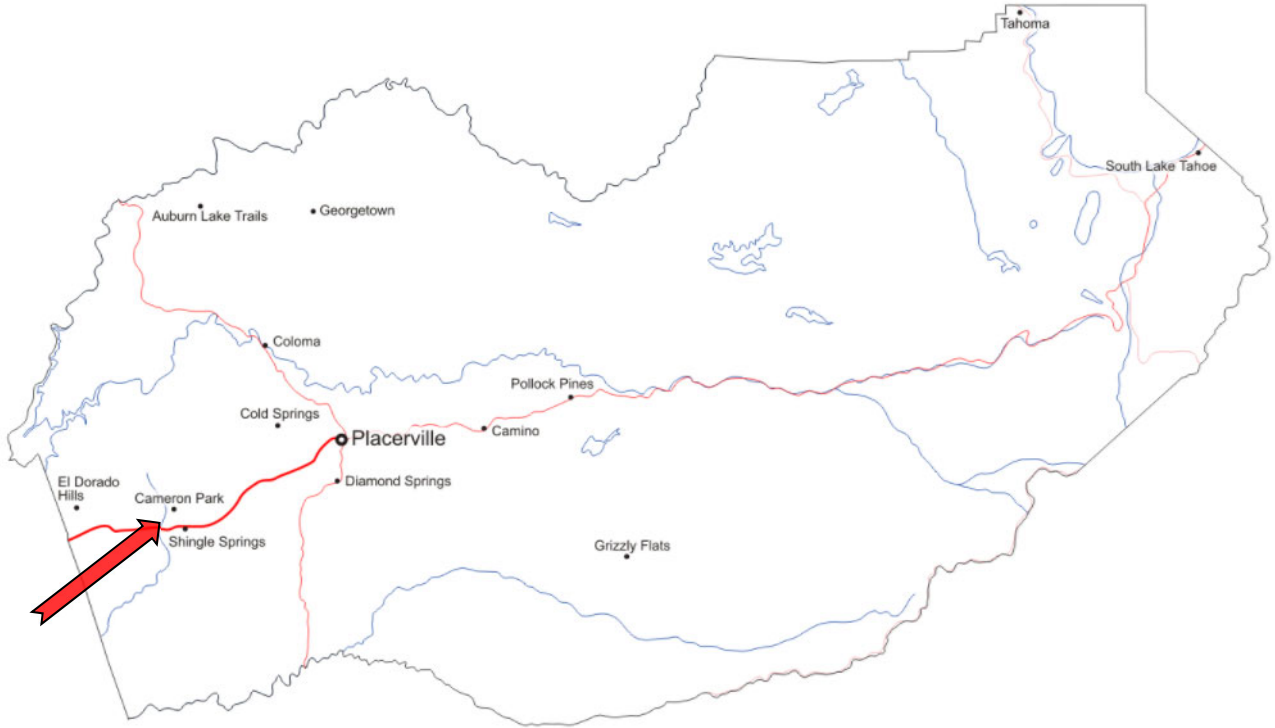 Tahoma
South Lake Tahoe
Auburn Lake Trails
Georgetown
Coloma
Pollock Pines
Cold Springs
Camino
Placerville
El Dorado
Hills
Diamond Springs
Cameron Park
Shingle Springs
Grizzly Flats